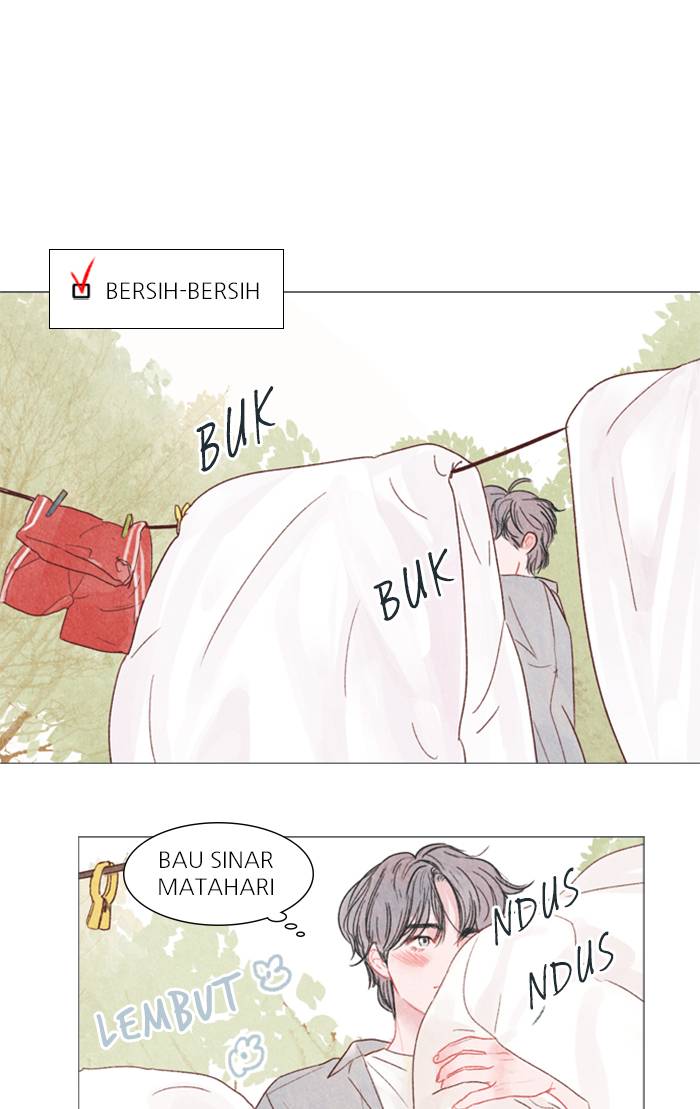 BERSIH-BERSIH
BUK
BUK
BAU SINAR
MATAHARI
NDUS
NDUS
LEMBUT